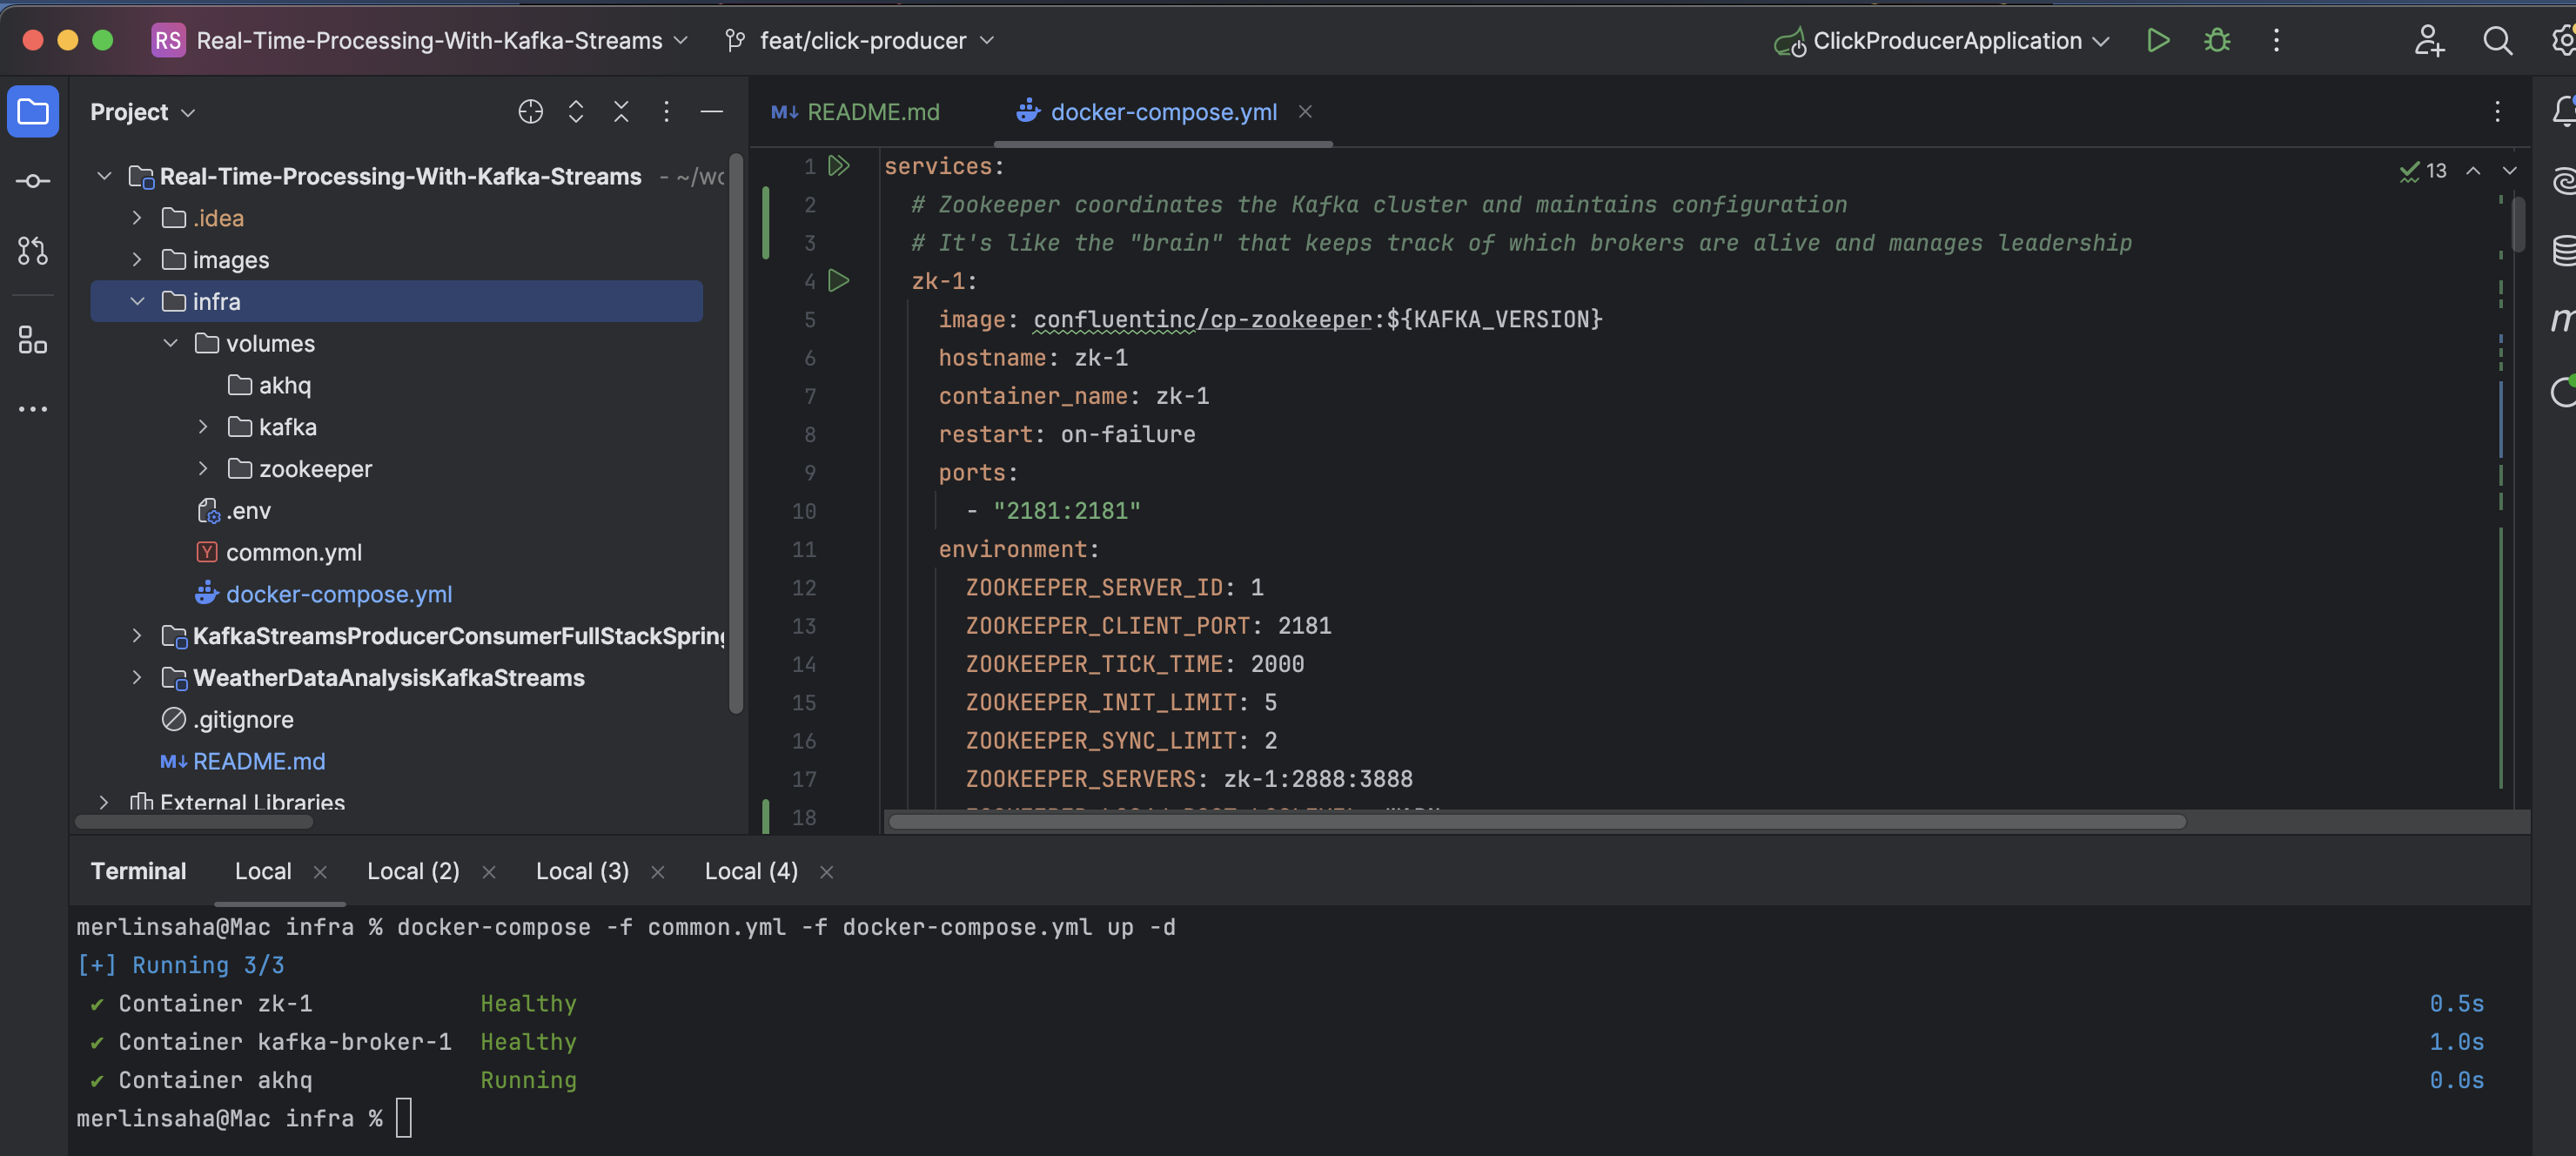 RS Real-Time-Processing-With-Kafka-Streams feat/click-producer ClickProducerApplication
Project
Real-Time-Processing-With-Kafka-Streams - ~/wo
.idea
images
infra
volumes
akhq
kafka
zookeeper
.env
common.yml
docker-compose.yml
KafkaStreamsProducerConsumerFullStackSpring
WeatherDataAnalysisKafkaStreams
.gitignore
M↓ README.md
External Libraries
M↓ README.md docker-compose.yml
13
1 services:
2 # Zookeeper coordinates the Kafka cluster and maintains configuration
3 # It's like the "brain" that keeps track of which brokers are alive and manages leadership
4 zk-1:
5 image: confluentinc/cp-zookeeper:${KAFKA_VERSION}
6 hostname: zk-1
7 container_name: zk-1
8 restart: on-failure
9 ports:
10 - "2181:2181"
11 environment:
12 ZOOKEEPER_SERVER_ID: 1
13 ZOOKEEPER_CLIENT_PORT: 2181
14 ZOOKEEPER_TICK_TIME: 2000
15 ZOOKEEPER_INIT_LIMIT: 5
16 ZOOKEEPER_SYNC_LIMIT: 2
17 ZOOKEEPER_SERVERS: zk-1:2888:3888
18
Terminal Local Local (2) Local (3) Local (4)
merlinsaha@Mac infra % docker-compose -f common.yml -f docker-compose.yml up -d
[+] Running 3/3
✔ Container zk-1 Healthy 0.5s
✔ Container kafka-broker-1 Healthy 1.0s
✔ Container akhq Running 0.0s
merlinsaha@Mac infra %